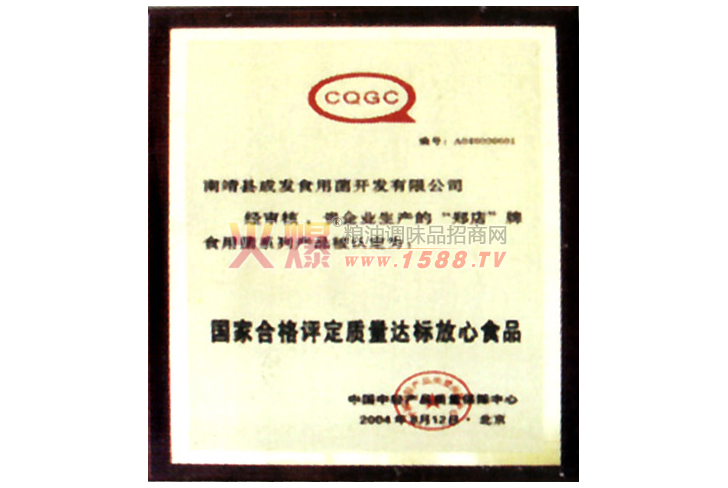 CQGC
编号:
南靖县成发食用菌开发有限公司
经审核,贵企业生产的“郑店”牌
食用菌系列产品被认定为:
火爆®粮油调味品招商网
www.1588.TV
国家合格评定质量达标放心食品
中国中轻产品质量保障中心
2004年8月12日·北京